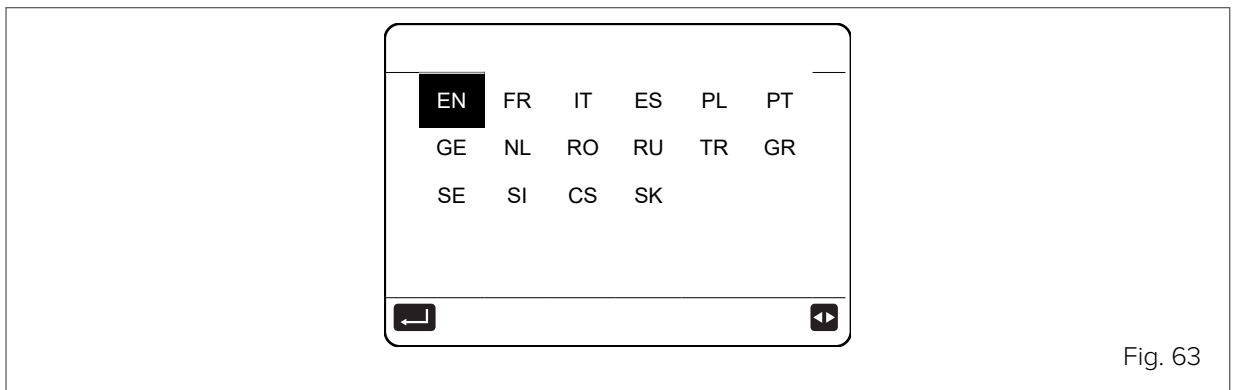 EN FR IT ES PL PT
GE NL RO RU TR GR
SE SI CS SK
Fig. 63